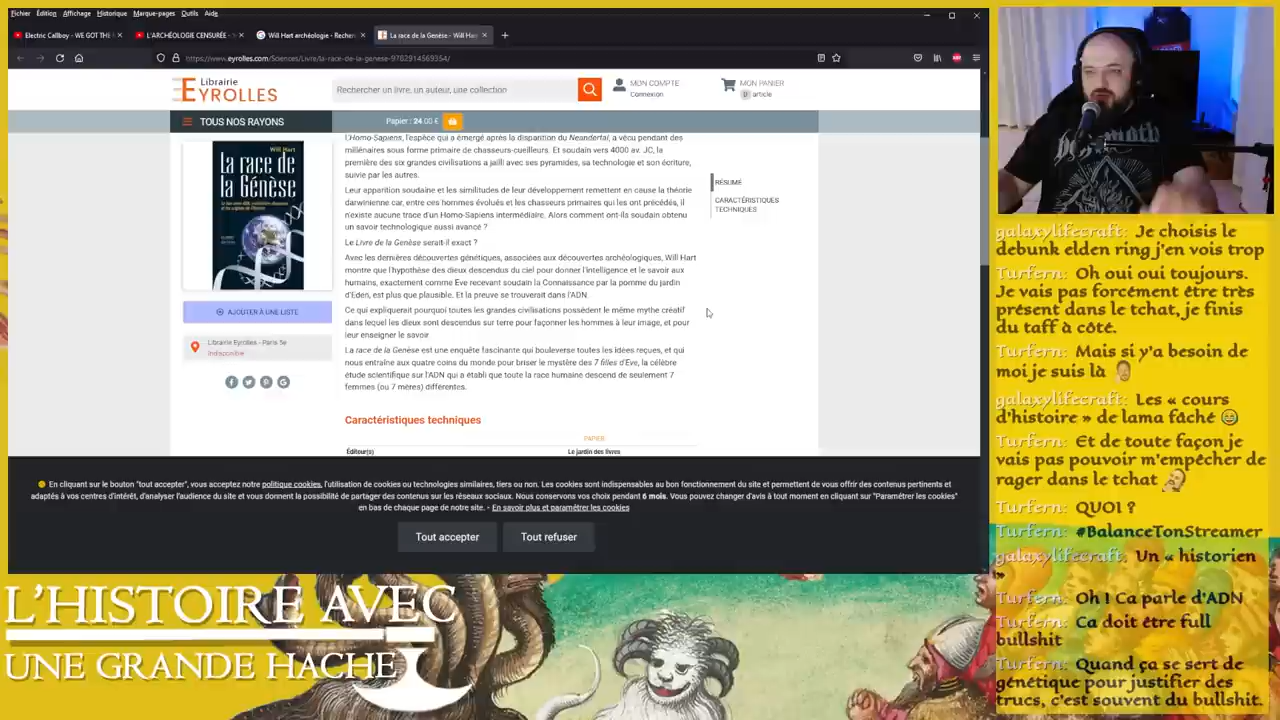 Fichier Édition Affichage Historique Marque-pages Outils Aide
Electric Callboy - WE GOT THE M
L'ARCHÉOLOGIE CENSURÉE -
Will Hart archéologie - Recher
La race de la Genèse - Will Har
https://www.eyrolles.com/Sciences/Livre/la-race-de-la-genese-9782914569354/
Librairie
EYROLLES
Rechercher un livre, un auteur, une collection
MON COMPTE
Connexion
MON PANIER
0 article
TOUS NOS RAYONS
Papier : 24.00 €
Will Hart
la race de
la Génèse
l'Homo-Sapiens, l'espèce qui a émergé après la disparition du Neandertal, a vécu pendant des
millénaires sous forme primaire de chasseurs-cueilleurs. Et soudain vers 4000 av. JC, la
première des six grandes civilisations a jailli avec ses pyramides, sa technologie et son écriture,
suivie par les autres.
Leur apparition soudaine et les similitudes de leur développement remettent en cause la théorie
darwinienne car, entre ces hommes évolués et les chasseurs primaires qui les ont précédés, il
n'existe aucune trace d'un Homo-Sapiens intermédiaire. Alors comment ont-ils soudain obtenu
un savoir technologique aussi avancé ?
Le Livre de la Genèse serait-il exact ?
Avec les dernières découvertes génétiques, associées aux découvertes archéologiques, Will Hart
montre que l'hypothèse des dieux descendus du ciel pour donner l'intelligence et le savoir aux
humains, exactement comme Eve recevant soudain la Connaissance par la pomme du jardin
d'Eden, est plus que plausible. Et la preuve se trouverait dans l'ADN.
Ce qui expliquerait pourquoi toutes les grandes civilisations possèdent le même mythe créatif
dans lequel les dieux sont descendus sur terre pour façonner les hommes à leur image, et pour
leur enseigner le savoir
La race de la Genèse est une enquête fascinante qui bouleverse toutes les idées reçues, et qui
nous entraîne aux quatre coins du monde pour briser le mystère des 7 filles d'Eve, la célèbre
étude scientifique sur l'ADN qui a établi que toute la race humaine descend de seulement 7
femmes (ou 7 mères) différentes.
RÉSUMÉ
CARACTÉRISTIQUES
TECHNIQUES
AJOUTER À UNE LISTE
Librairie Eyrolles - Paris 5e
Indisponible
Caractéristiques techniques
PAPIER
Éditeur(s) Le jardin des livres
En cliquant sur le bouton "tout accepter", vous acceptez notre politique cookies, l'utilisation de cookies ou technologies similaires, tiers ou non. Les cookies sont indispensables au bon fonctionnement du site et permettent de vous offrir des contenus pertinents et
adaptés à vos centres d'intérêt, d'analyser l'audience du site et vous donnent la possibilité de partager des contenus sur les réseaux sociaux. Nous conservons vos choix pendant 6 mois. Vous pouvez changer d'avis à tout moment en cliquant sur "Paramétrer les cookies"
en bas de chaque page de notre site. - En savoir plus et paramétrer les cookies
Tout accepter
Tout refuser
L'HISTOIRE AVEC
UNE GRANDE HACHE
galaxylifecraft: Je choisis le
debunk elden ring j'en vois trop
Turfern: Oh oui oui toujours.
Je vais pas forcément être très
présent dans le tchat, je finis
du taff à côté.
Turfern: Mais si y'a besoin de
moi je suis là
galaxylifecraft: Les « cours
d'histoire » de lama fâché 😅
Turfern: Et de toute façon je
vais pas pouvoir m'empêcher de
rager dans le tchat
Turfern: QUOI ?
Turfern: #BalanceTonStreamer
galaxylifecraft: Un « historien
»
Turfern: Oh ! Ca parle d'ADN
Turfern: Ca doit être full
bullshit
Turfern: Quand ça se sert de
génétique pour justifier des
trucs, c'est souvent du bullshit.